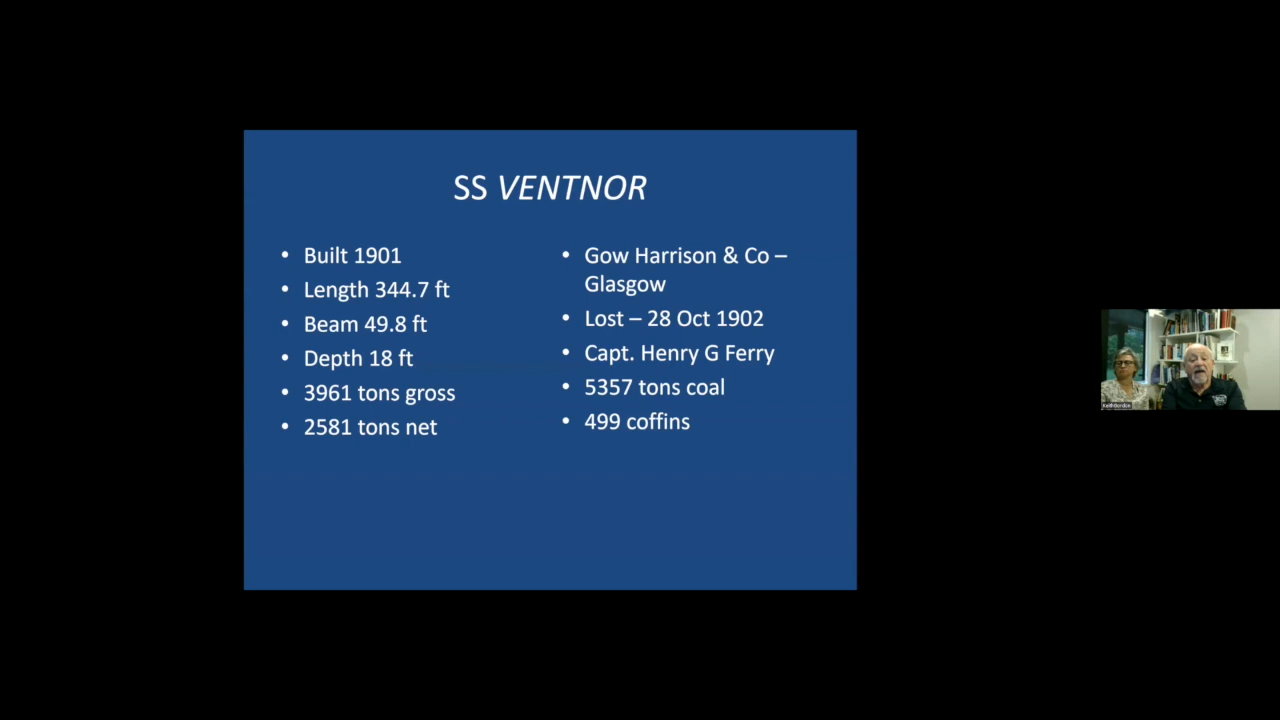 SS VENTNOR
• Built 1901
• Length 344.7 ft
• Beam 49.8 ft
• Depth 18 ft
• 3961 tons gross
• 2581 tons net
• Gow Harrison & Co –
Glasgow
• Lost – 28 Oct 1902
• Capt. Henry G Ferry
• 5357 tons coal
• 499 coffins
KeithGordon